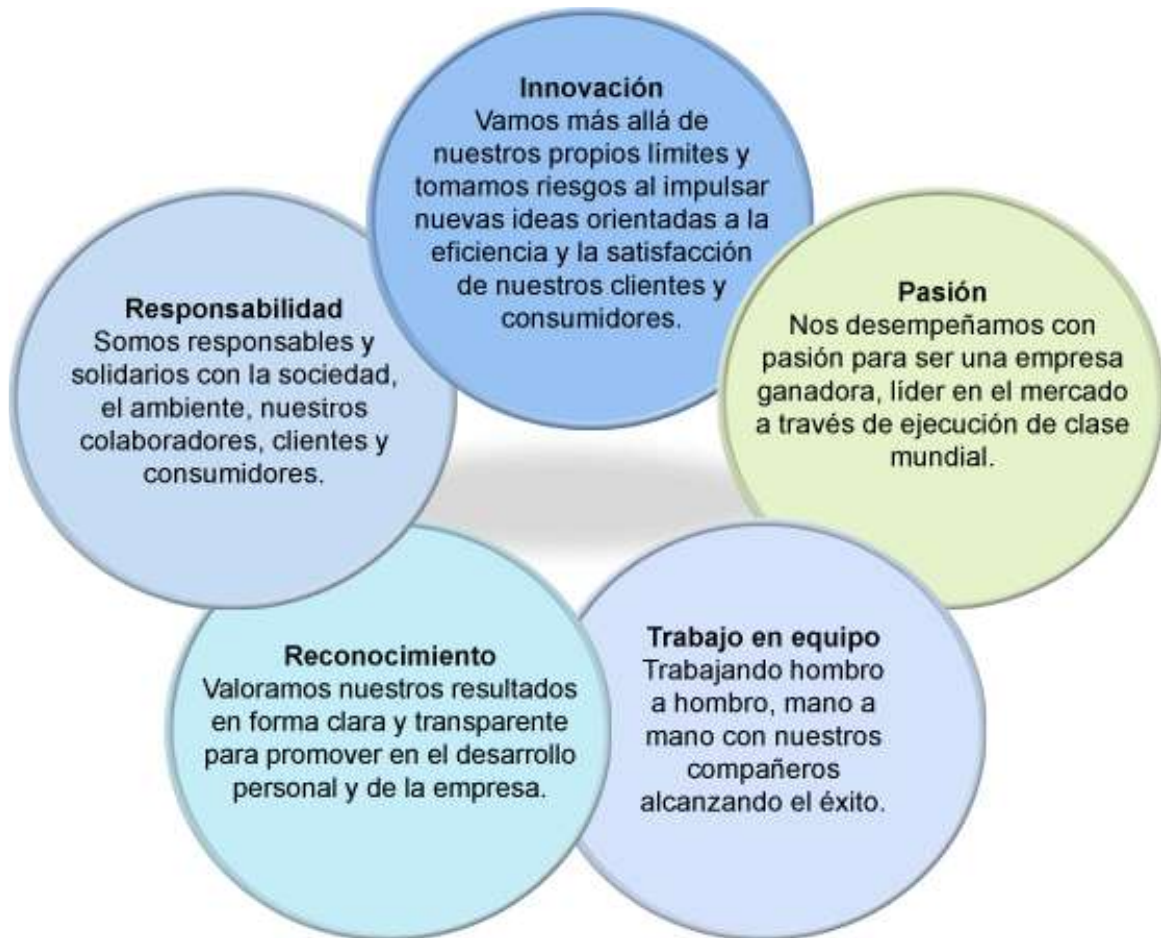 Innovación
Vamos más allá de
nuestros propios límites y
tomamos riesgos al impulsar
nuevas ideas orientadas a la
eficiencia y la satisfacción
de nuestros clientes y
consumidores.
Responsabilidad
Somos responsables y
solidarios con la sociedad,
el ambiente, nuestros
colaboradores, clientes y
consumidores.
Pasión
Nos desempeñamos con
pasión para ser una empresa
ganadora, líder en el mercado
a través de ejecución de clase
mundial.
Reconocimiento
Valoramos nuestros resultados
en forma clara y transparente
para promover en el desarrollo
personal y de la empresa.
Trabajo en equipo
Trabajando hombro
a hombro, mano a
mano con nuestros
compañeros
alcanzando el éxito.